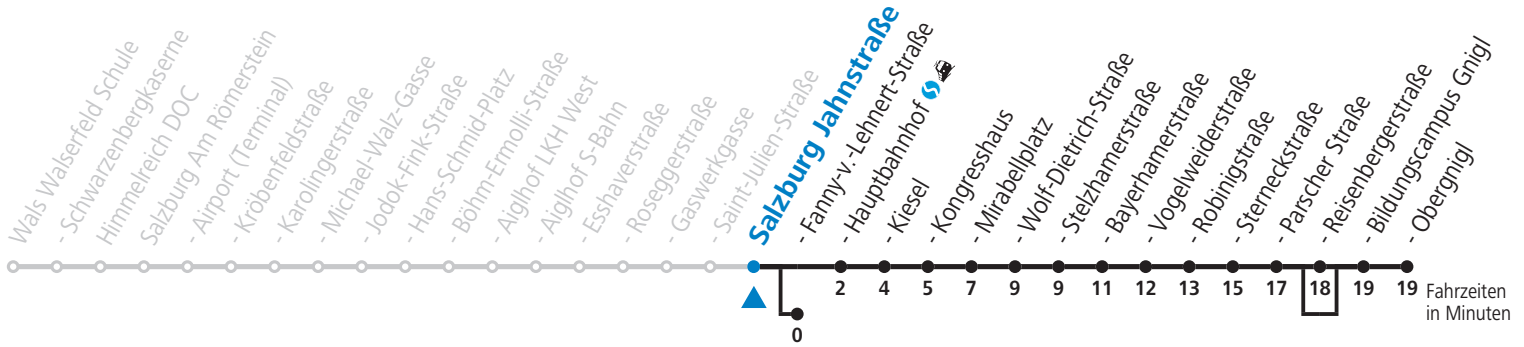 Wals Walserfeld Schule
- Schwarzenbergkaserne
Himmelreich DOC
Salzburg Am Römerstein
- Airport (Terminal)
- Kröbenfeldstraße
- Karolingerstraße
- Michael-Walz-Gasse
- Jodok-Fink-Straße
- Hans-Schmid-Platz
- Böhm-Ermolli-Straße
- Aiglhof LKH West
- Aiglhof S-Bahn
- Esshaverstraße
- Roseggerstraße
- Gaswerkgasse
- Saint-Julien-Straße
Salzburg Jahnstraße
- Fanny-v.-Lehnert-Straße
- Hauptbahnhof
- Kiesel
- Kongresshaus
- Mirabellplatz
- Wolf-Dietrich-Straße
- Stelzhamerstraße
- Bayerhamerstraße
- Vogelweiderstraße
- Robinigstraße
- Sterneckstraße
- Parscher Straße
- Reisenbergerstraße
- Bildungscampus Gnigl
- Obergnigl
2 4 5 7 9 9 11 12 13 15 17 18 19 19
0
Fahrzeiten
in Minuten